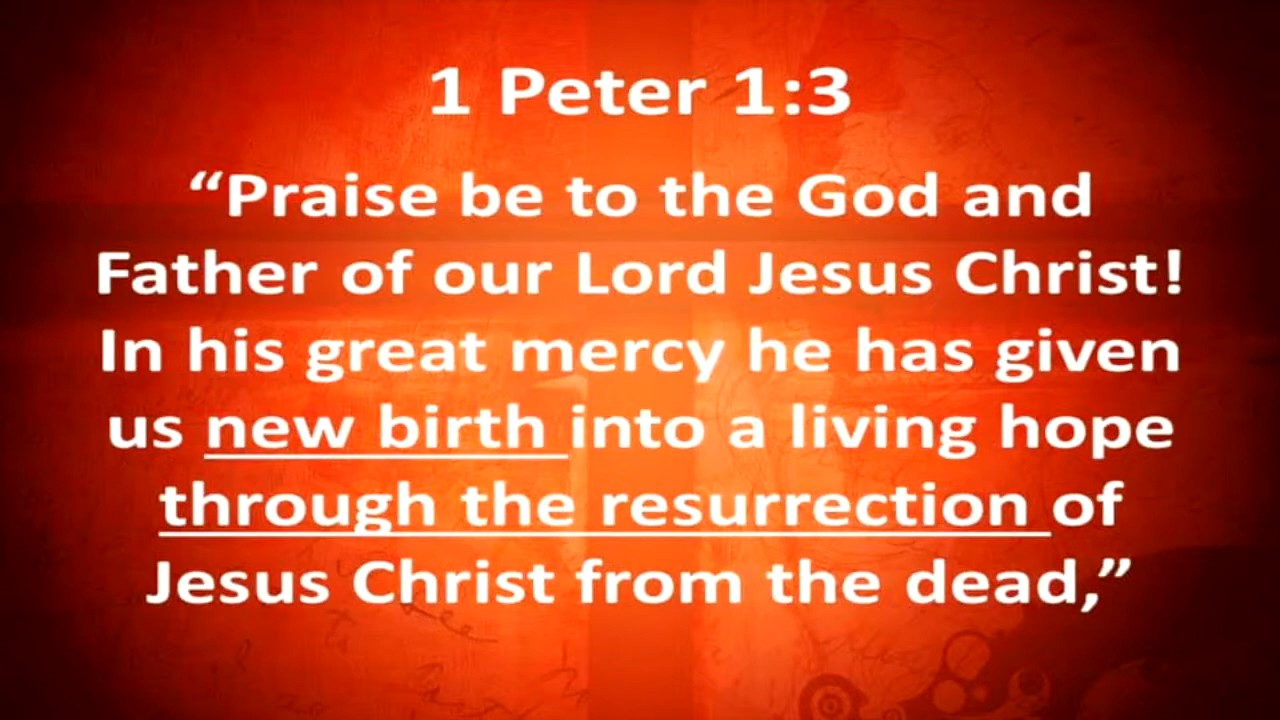 1 Peter 1:3
“Praise be to the God and
Father of our Lord Jesus Christ!
In his great mercy he has given
us new birth into a living hope
through the resurrection of
Jesus Christ from the dead,”